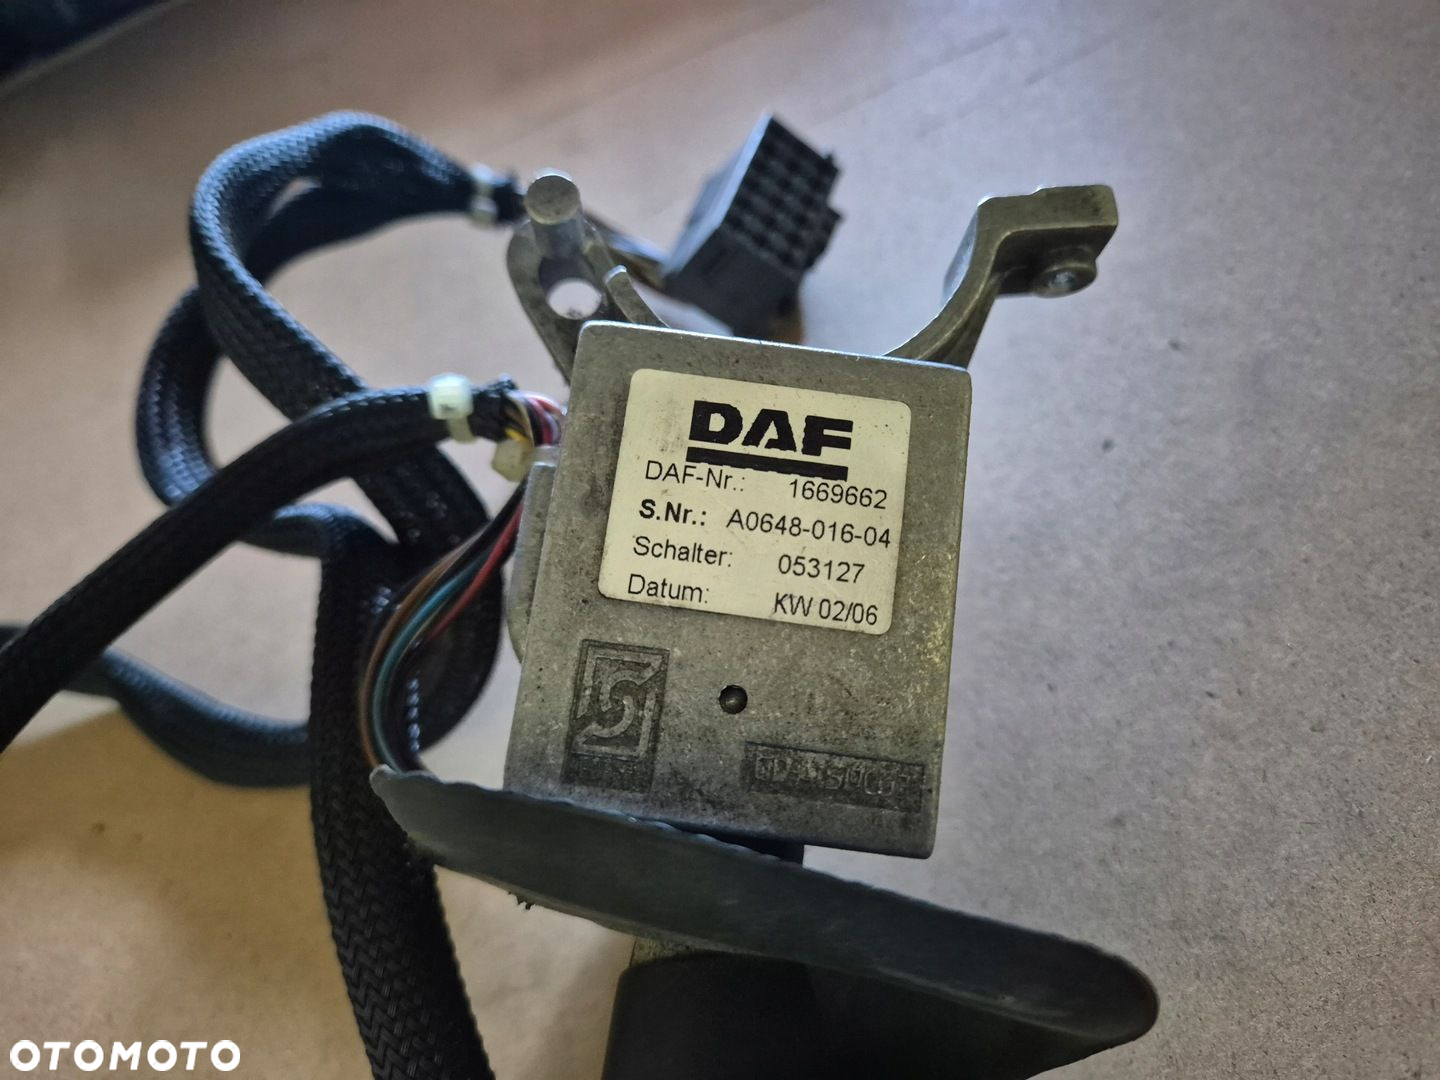 DAF
DAF-Nr.: 1669662
S.Nr.: A0648-016-04
Schalter: 053127
Datum: KW 02/06
OTOMOTO